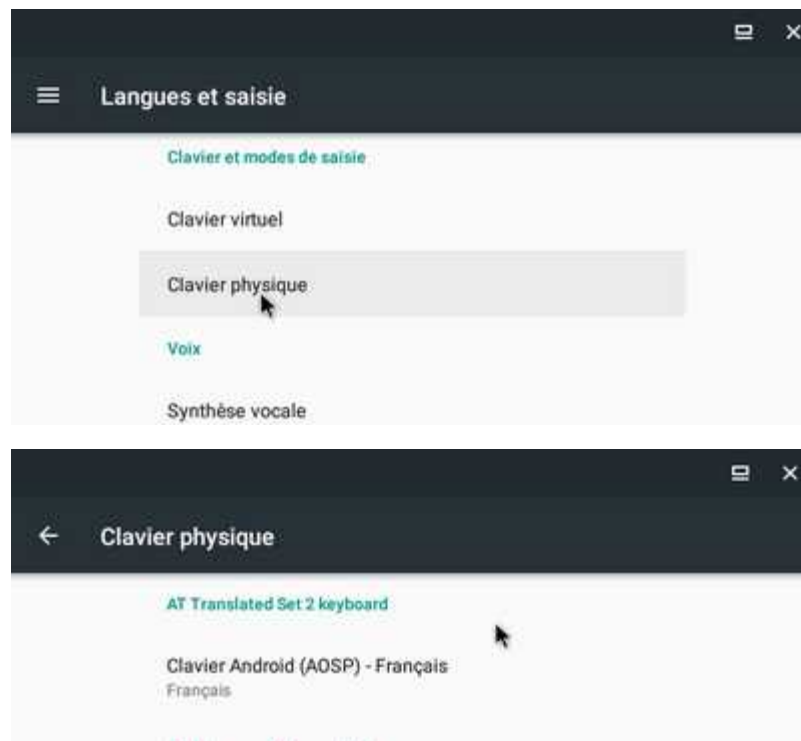 Langues et saisie
Clavier et modes de saisie
Clavier virtuel
Clavier physique
Voix
Synthèse vocale
Clavier physique
AT Translated Set 2 keyboard
Clavier Android (AOSP) - Français
Français